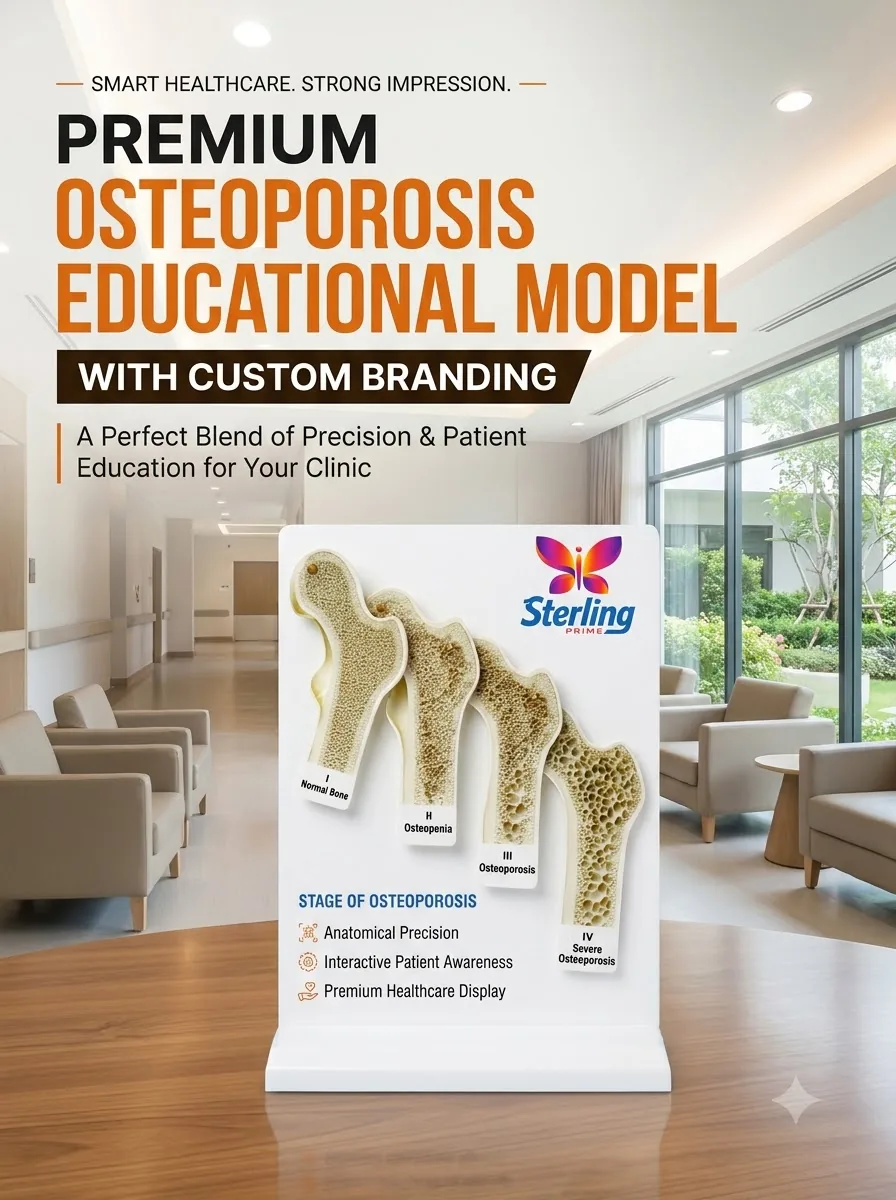 SMART HEALTHCARE. STRONG IMPRESSION.
PREMIUM
OSTEOPOROSIS
EDUCATIONAL MODEL
WITH CUSTOM BRANDING
A Perfect Blend of Precision & Patient
Education for Your Clinic
Sterling
PRIME
I
Normal Bone
H
Osteopenia
III
Osteoporosis
IV
Severe
Osteeporosis
STAGE OF OSTEOPOROSIS
Anatomical Precision
Interactive Patient Awareness
Premium Healthcare Display